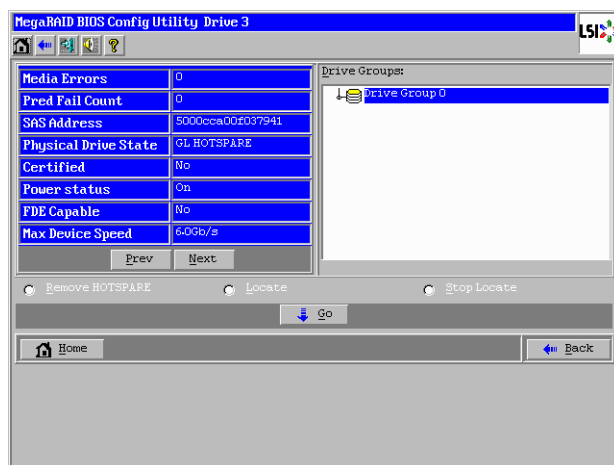 MegaRAID BIOS Config Utility Drive 3
LSI
Media Errors 0
Pred Fail Count 0
SAS Address 5000cca00f037941
Physical Drive State GL HOTSPARE
Certified No
Power status On
FDE Capable No
Max Device Speed 6.0Gb/s
Prev Next
Drive Groups:
Drive Group 0
Remove HOTSPARE Locate Stop Locate
Go
Home Back